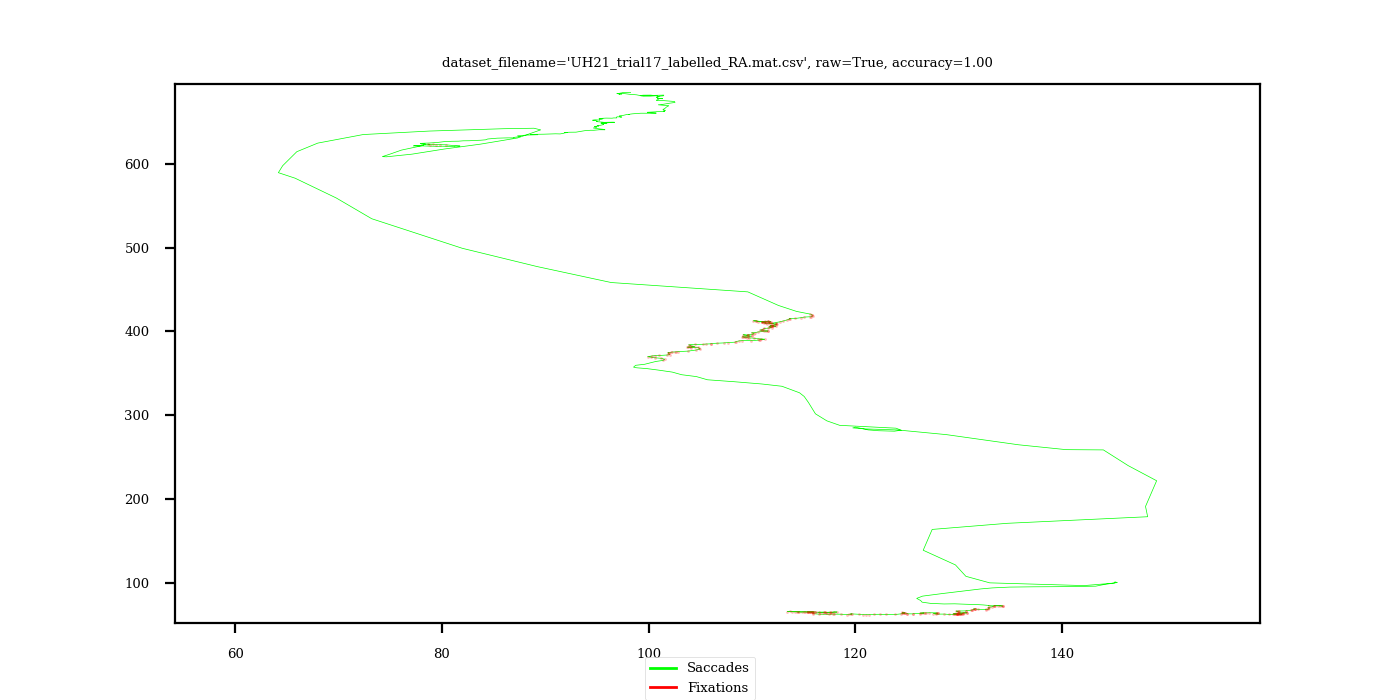 dataset_filename='UH21_trial17_labelled_RA.mat.csv', raw=True, accuracy=1.00
600
500
400
300
200
100
60 80 100 120 140
Saccades
Fixations